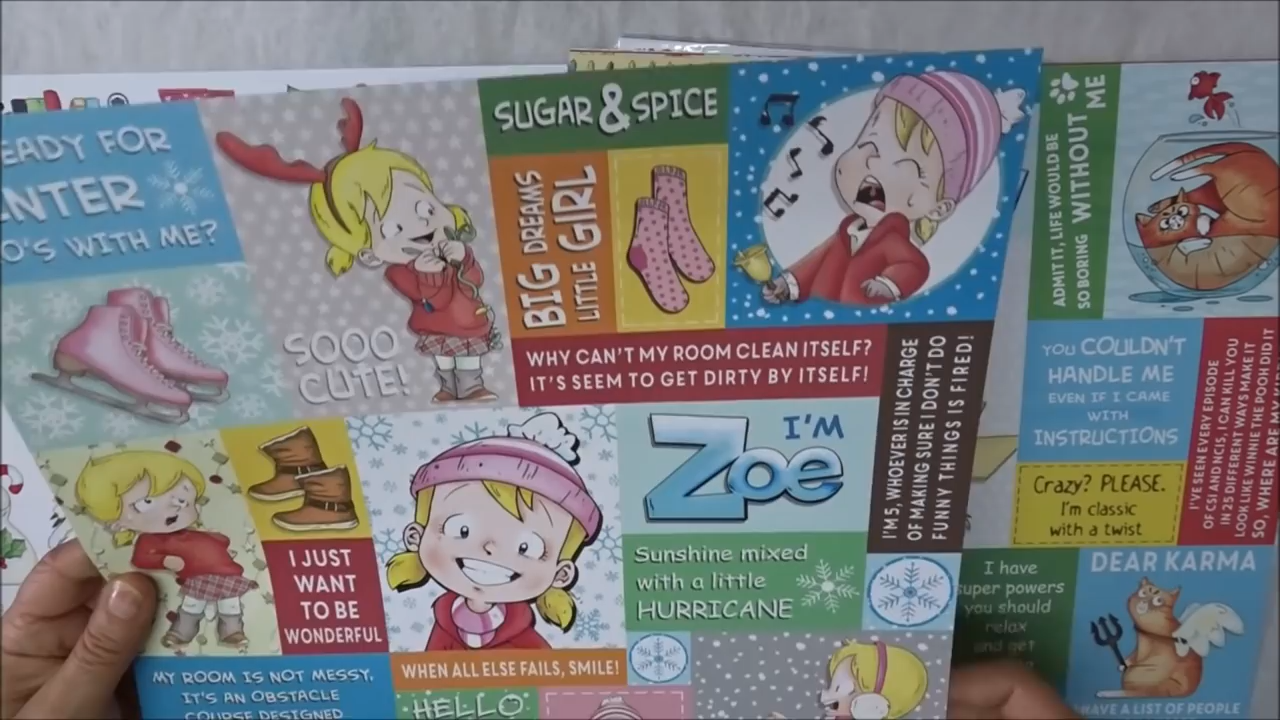 EADY FOR
NTER
O'S WITH ME?
SOOO
CUTE!
SUGAR & SPICE
BIG DREAMS
LITTLE GIRL
WHY CAN'T MY ROOM CLEAN ITSELF?
IT'S SEEM TO GET DIRTY BY ITSELF!
I'M
Zoe
I'M 5, WHOEVER IS IN CHARGE
OF MAKING SURE I DON'T DO
FUNNY THINGS IS FIRED!
I JUST
WANT
TO BE
WONDERFUL
Sunshine mixed
with a little
HURRICANE
WHEN ALL ELSE FAILS, SMILE!
MY ROOM IS NOT MESSY,
IT'S AN OBSTACLE
COURSE DESIGNED
HELLO
ADMIT IT, LIFE WOULD BE
SO BORING WITHOUT
ME
YOU COULDN'T
HANDLE ME
EVEN IF I CAME
WITH
INSTRUCTIONS
I'VE SEEN EVERY EPISODE
OF CSI AND NCIS, I CAN KILL YOU
IN 25 DIFFERENT WAYS MAKE IT
LOOK LIKE WINNIE THE POOH DID IT
SO, WHERE ARE MY
Crazy? PLEASE.
I'm classic
with a twist
I have
super powers
you should
relax
and get
DEAR KARMA
HAVE A LIST OF PEOPLE